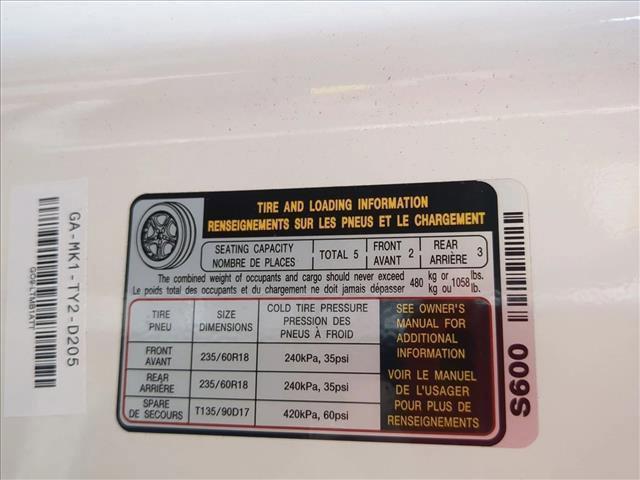 TIRE AND LOADING INFORMATION
RENSEIGNEMENTS SUR LES PNEUS ET LE CHARGEMENT
SEATING CAPACITY
NOMBRE DE PLACES
TOTAL 5
FRONT
AVANT 2
REAR
ARRIÈRE 3
The combined weight of occupants and cargo should never exceed
Le poids total des occupants et du chargement ne doit jamais dépasser
480 kg or 1058 lbs.
kg ou lb.
TIRE
PNEU
SIZE
DIMENSIONS
COLD TIRE PRESSURE
PRESSION DES
PNEUS À FROID
FRONT
AVANT
235/60R18
240kPa, 35psi
REAR
ARRIÈRE
235/60R18
240kPa, 35psi
SPARE
DE SECOURS
T135/90D17
420kPa, 60psi
SEE OWNER'S
MANUAL FOR
ADDITIONAL
INFORMATION
VOIR LE MANUEL
DE L'USAGER
POUR PLUS DE
RENSEIGNEMENTS
S600
GA-MK1-TY2-D205